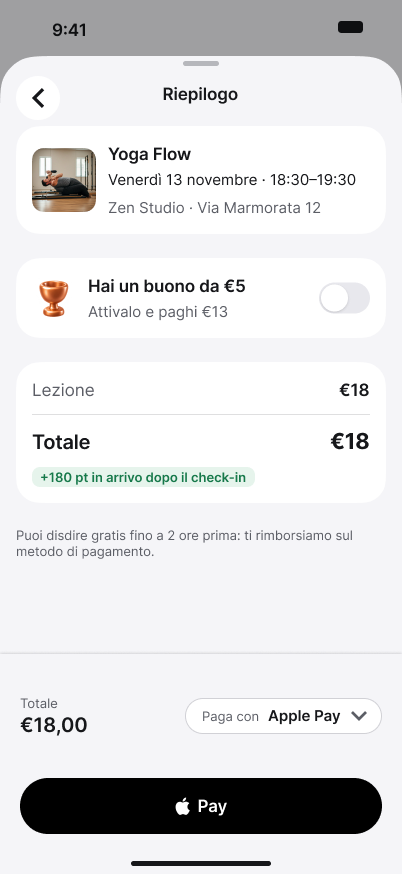 9:41
Riepilogo
Yoga Flow
Venerdì 13 novembre · 18:30–19:30
Zen Studio · Via Marmorata 12
Hai un buono da €5
Attivalo e paghi €13
Lezione €18
Totale €18
+180 pt in arrivo dopo il check-in
Puoi disdire gratis fino a 2 ore prima: ti rimborsiamo sul
metodo di pagamento.
Totale
€18,00
Paga con Apple Pay
Pay